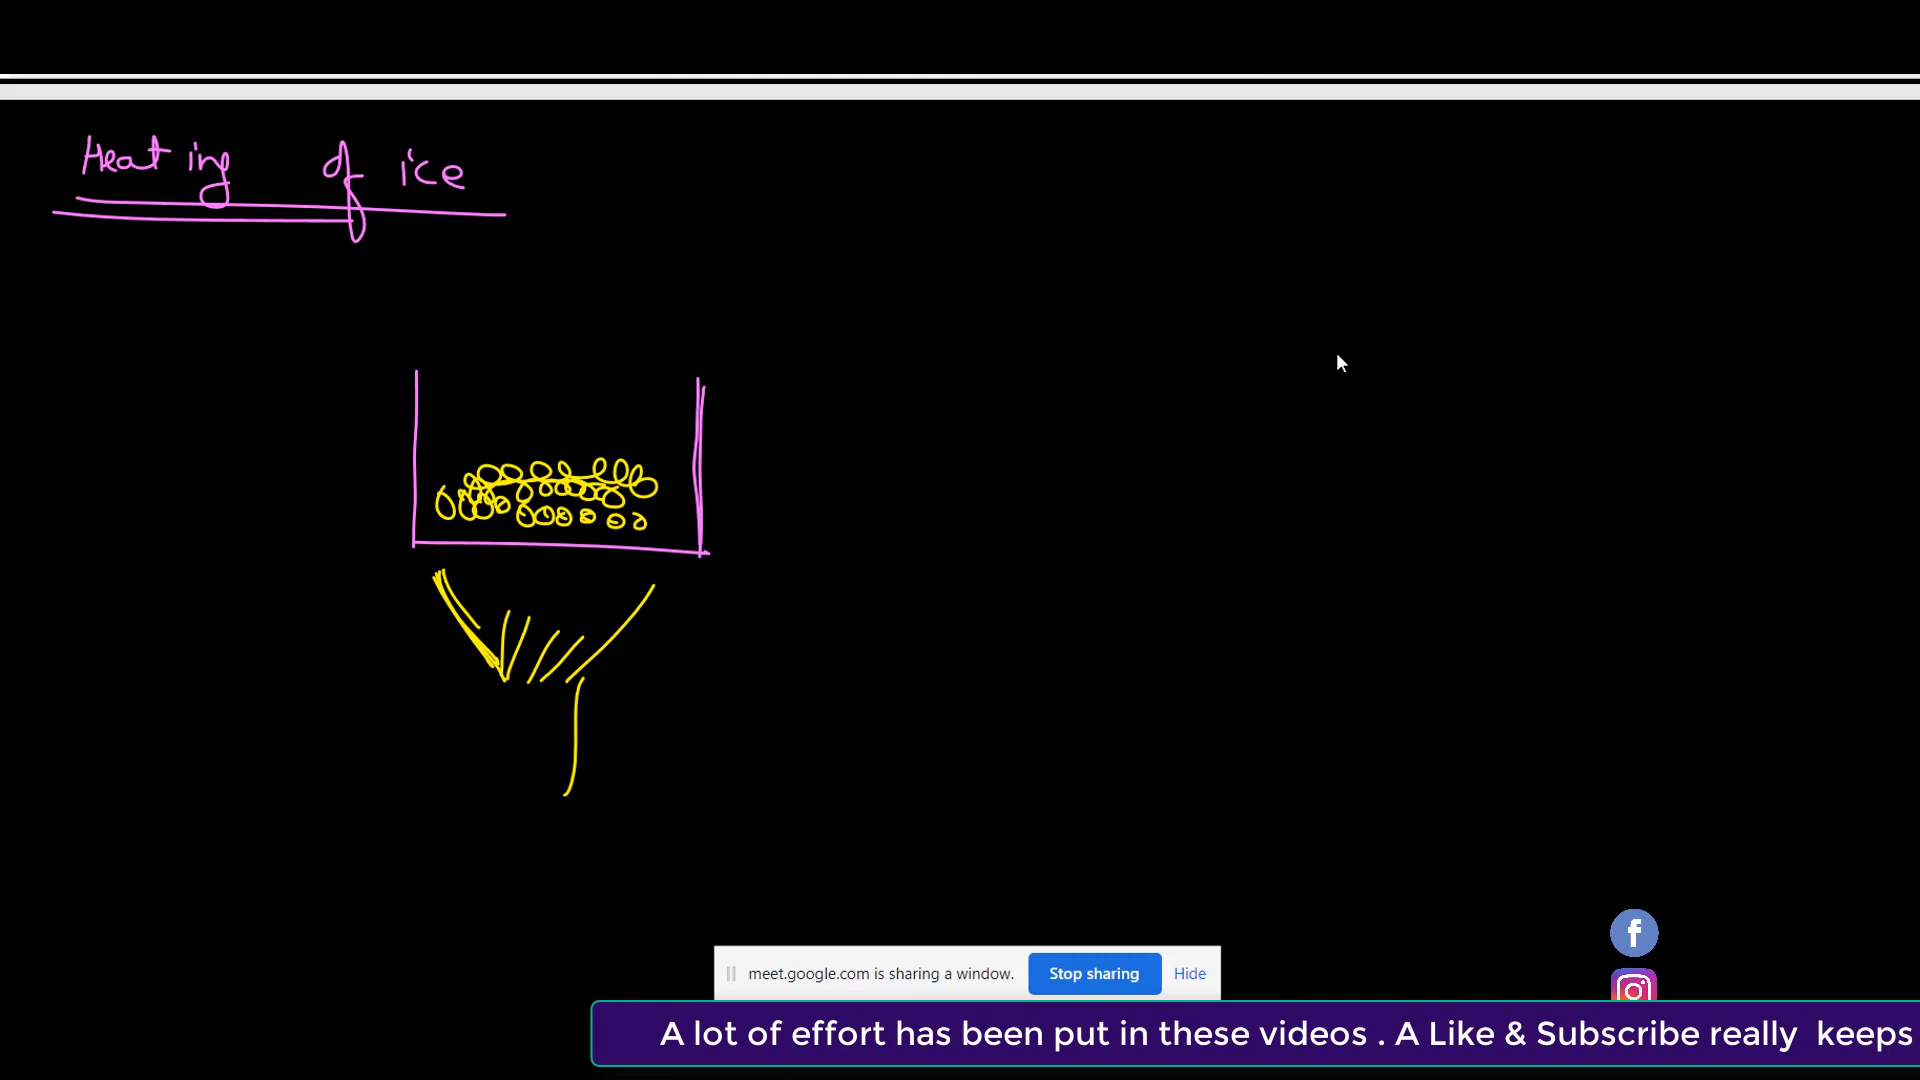 Heating of ice
meet.google.com is sharing a window. Stop sharing Hide
A lot of effort has been put in these videos . A Like & Subscribe really keeps